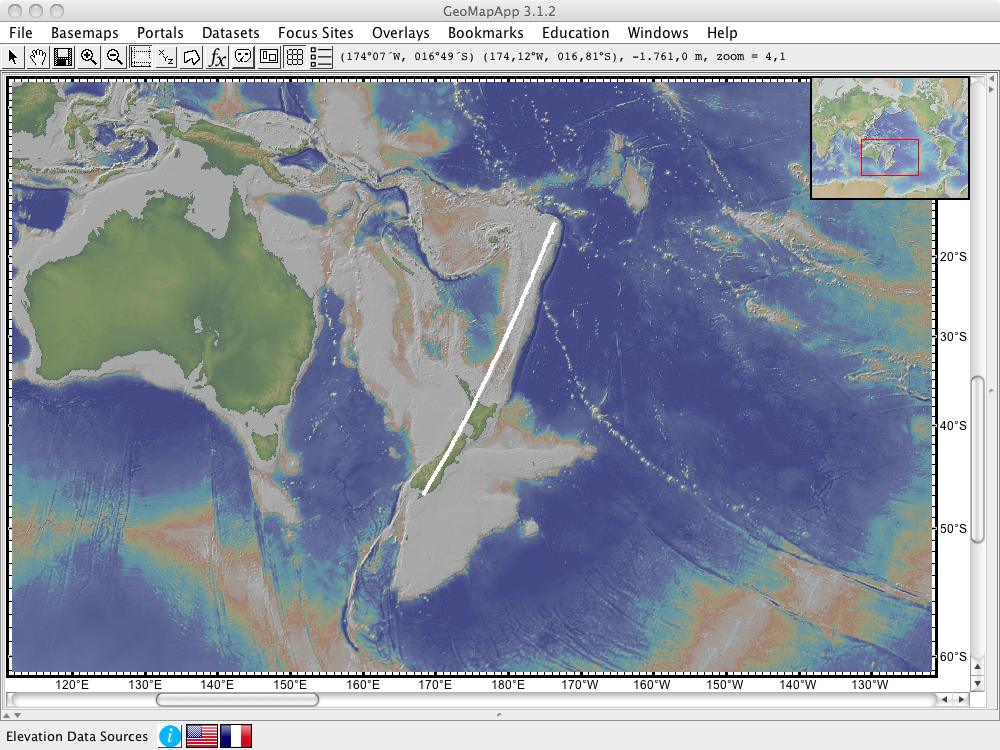 GeoMapApp 3.1.2
File Basemaps Portals Datasets Focus Sites Overlays Bookmarks Education Windows Help
XYZ fx (174°07´W, 016°49´S) (174,12°W, 016,81°S), -1.761,0 m, zoom = 4,1
20°S
30°S
40°S
50°S
60°S
120°E 130°E 140°E 150°E 160°E 170°E 180°E 170°W 160°W 150°W 140°W 130°W
Elevation Data Sources i